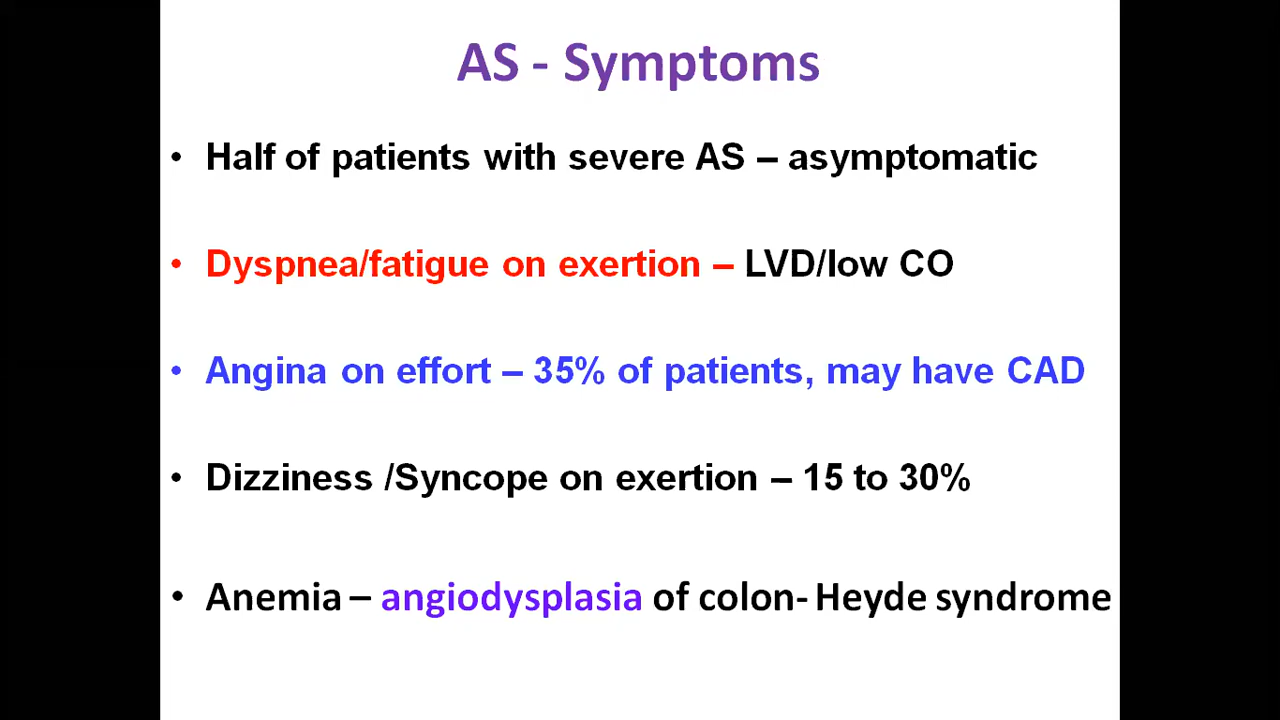 AS - Symptoms
• Half of patients with severe AS – asymptomatic
• Dyspnea/fatigue on exertion – LVD/low CO
• Angina on effort – 35% of patients, may have CAD
• Dizziness /Syncope on exertion – 15 to 30%
• Anemia – angiodysplasia of colon- Heyde syndrome